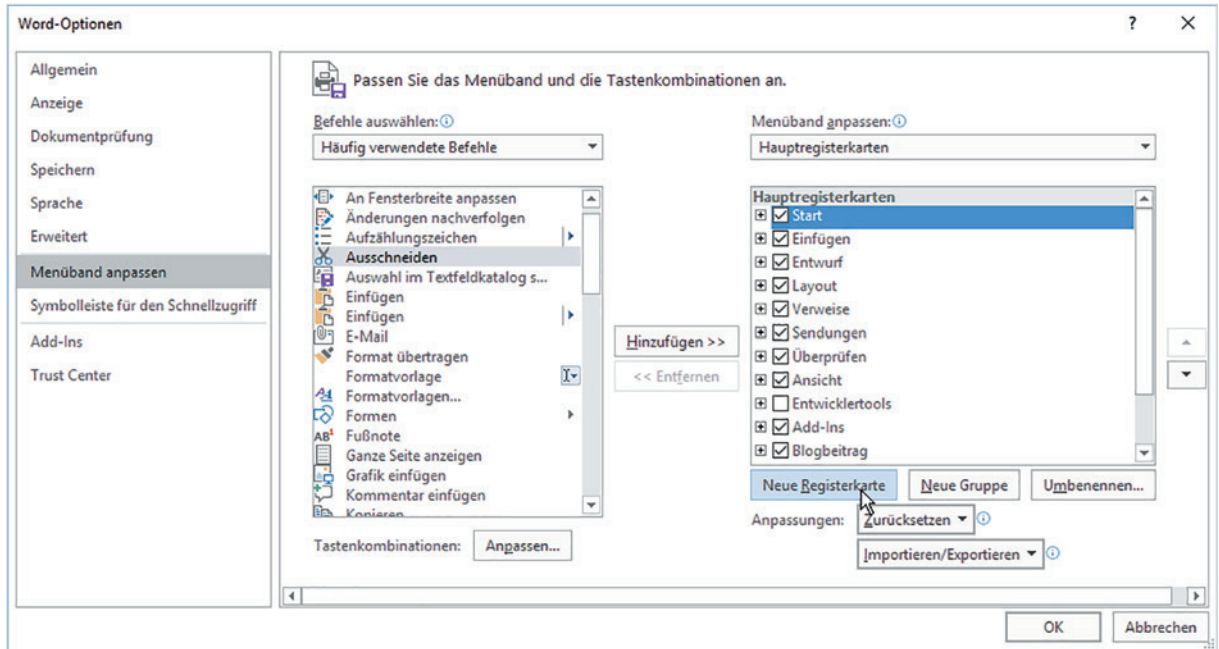 Word-Optionen
?
Allgemein
Anzeige
Dokumentprüfung
Speichern
Sprache
Erweitert
Menüband anpassen
Symbolleiste für den Schnellzugriff
Add-Ins
Trust Center
Passen Sie das Menüband und die Tastenkombinationen an.
Befehle auswählen:
Häufig verwendete Befehle
An Fensterbreite anpassen
Änderungen nachverfolgen
Aufzählungszeichen
Ausschneiden
Auswahl im Textfeldkatalog s...
Einfügen
Einfügen
E-Mail
Format übertragen
Formatvorlage
Formatvorlagen...
Formen
AB¹ Fußnote
Ganze Seite anzeigen
Grafik einfügen
Kommentar einfügen
Kopieren
Tastenkombinationen: Anpassen...
Hinzufügen >>
<< Entfernen
Menüband anpassen:
Hauptregisterkarten
Hauptregisterkarten
Start
Einfügen
Entwurf
Layout
Verweise
Sendungen
Überprüfen
Ansicht
Entwicklertools
Add-Ins
Blogbeitrag
Neue Registerkarte Neue Gruppe Umbenennen...
Anpassungen: Zurücksetzen
Importieren/Exportieren
OK Abbrechen